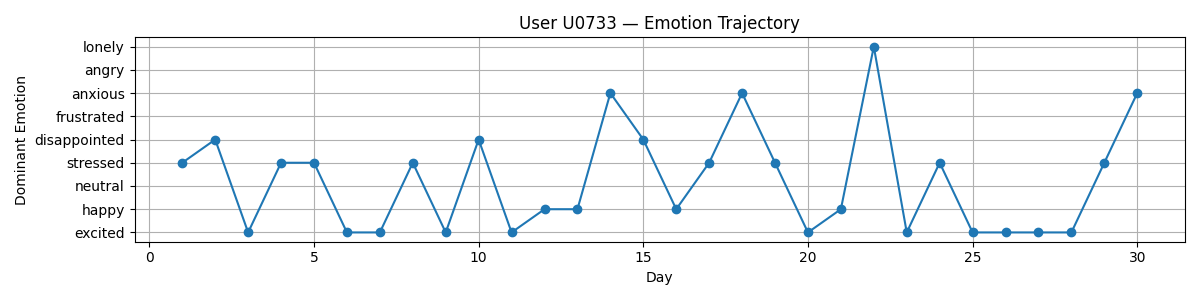 User U0733 — Emotion Trajectory
Dominant Emotion
lonely
angry
anxious
frustrated
disappointed
stressed
neutral
happy
excited
0 5 10 15 20 25 30
Day